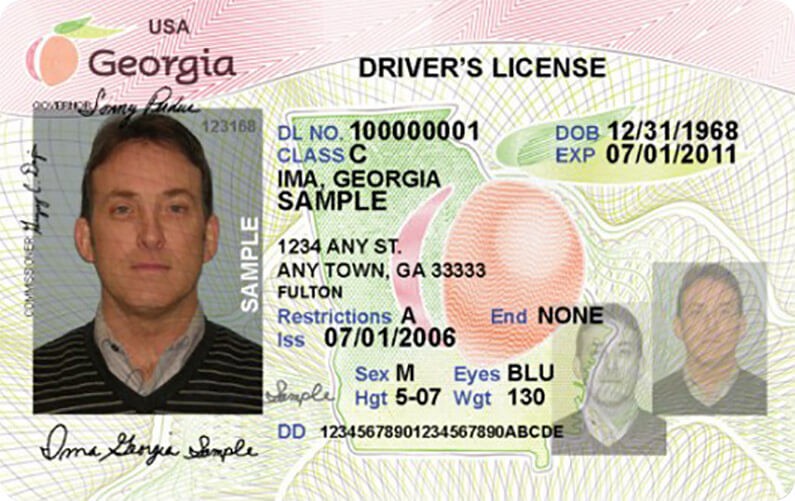 USA
Georgia
DRIVER'S LICENSE
GOVERNOR Sonny Perdue
123168
DL NO. 100000001
DOB 12/31/1968
CLASS C
EXP 07/01/2011
IMA, GEORGIA
SAMPLE
1234 ANY ST.
ANY TOWN, GA 33333
FULTON
Restrictions A
End NONE
Iss 07/01/2006
Sex M
Eyes BLU
Hgt 5-07
Wgt 130
DD 12345678901234567890ABCDE
COMMISSIONER
SAMPLE
Sample
Ima Georgia Sample